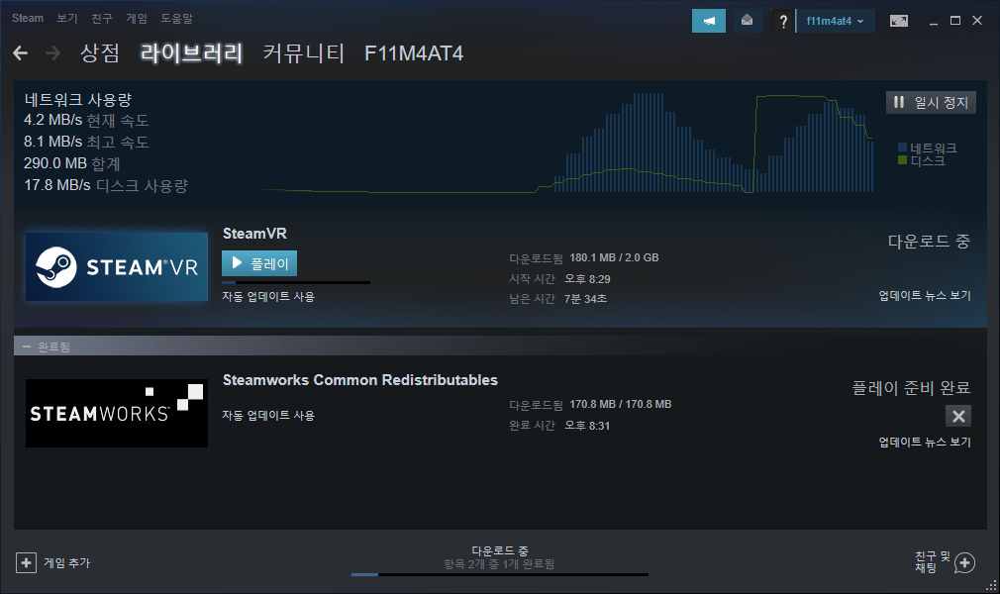 Steam 보기 친구 게임 도움말
? f11m4at4
상점 라이브러리 커뮤니티 F11M4AT4
네트워크 사용량
4.2 MB/s 현재 속도
8.1 MB/s 최고 속도
290.0 MB 합계
17.8 MB/s 디스크 사용량
일시 정지
네트워크
디스크
STEAM®VR
SteamVR
플레이
자동 업데이트 사용
다운로드됨 180.1 MB / 2.0 GB
시작 시간 오후 8:29
남은 시간 7분 34초
다운로드 중
업데이트 뉴스 보기
완료됨
STEAMWORKS
Steamworks Common Redistributables
자동 업데이트 사용
다운로드됨 170.8 MB / 170.8 MB
완료 시간 오후 8:31
플레이 준비 완료
업데이트 뉴스 보기
게임 추가
다운로드 중
항목 2개 중 1개 완료됨
친구 및
채팅